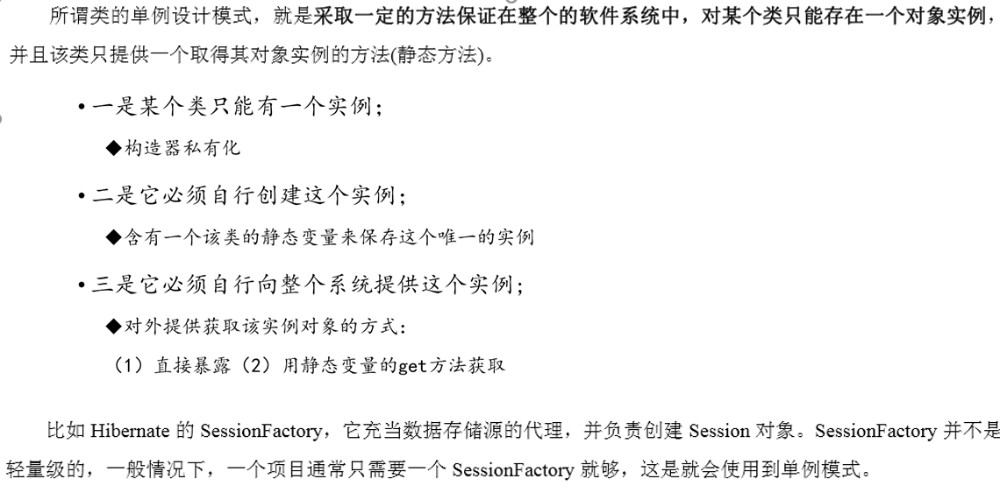 所谓类的单例设计模式，就是采取一定的方法保证在整个的软件系统中，对某个类只能存在一个对象实例，
并且该类只提供一个取得其对象实例的方法(静态方法)。
• 一是某个类只能有一个实例；
◆构造器私有化
• 二是它必须自行创建这个实例；
◆含有一个该类的静态变量来保存这个唯一的实例
• 三是它必须自行向整个系统提供这个实例；
◆对外提供获取该实例对象的方式：
（1）直接暴露（2）用静态变量的get方法获取
比如 Hibernate 的 SessionFactory，它充当数据存储源的代理，并负责创建 Session 对象。SessionFactory 并不是
轻量级的，一般情况下，一个项目通常只需要一个 SessionFactory 就够，这是就会使用到单例模式。